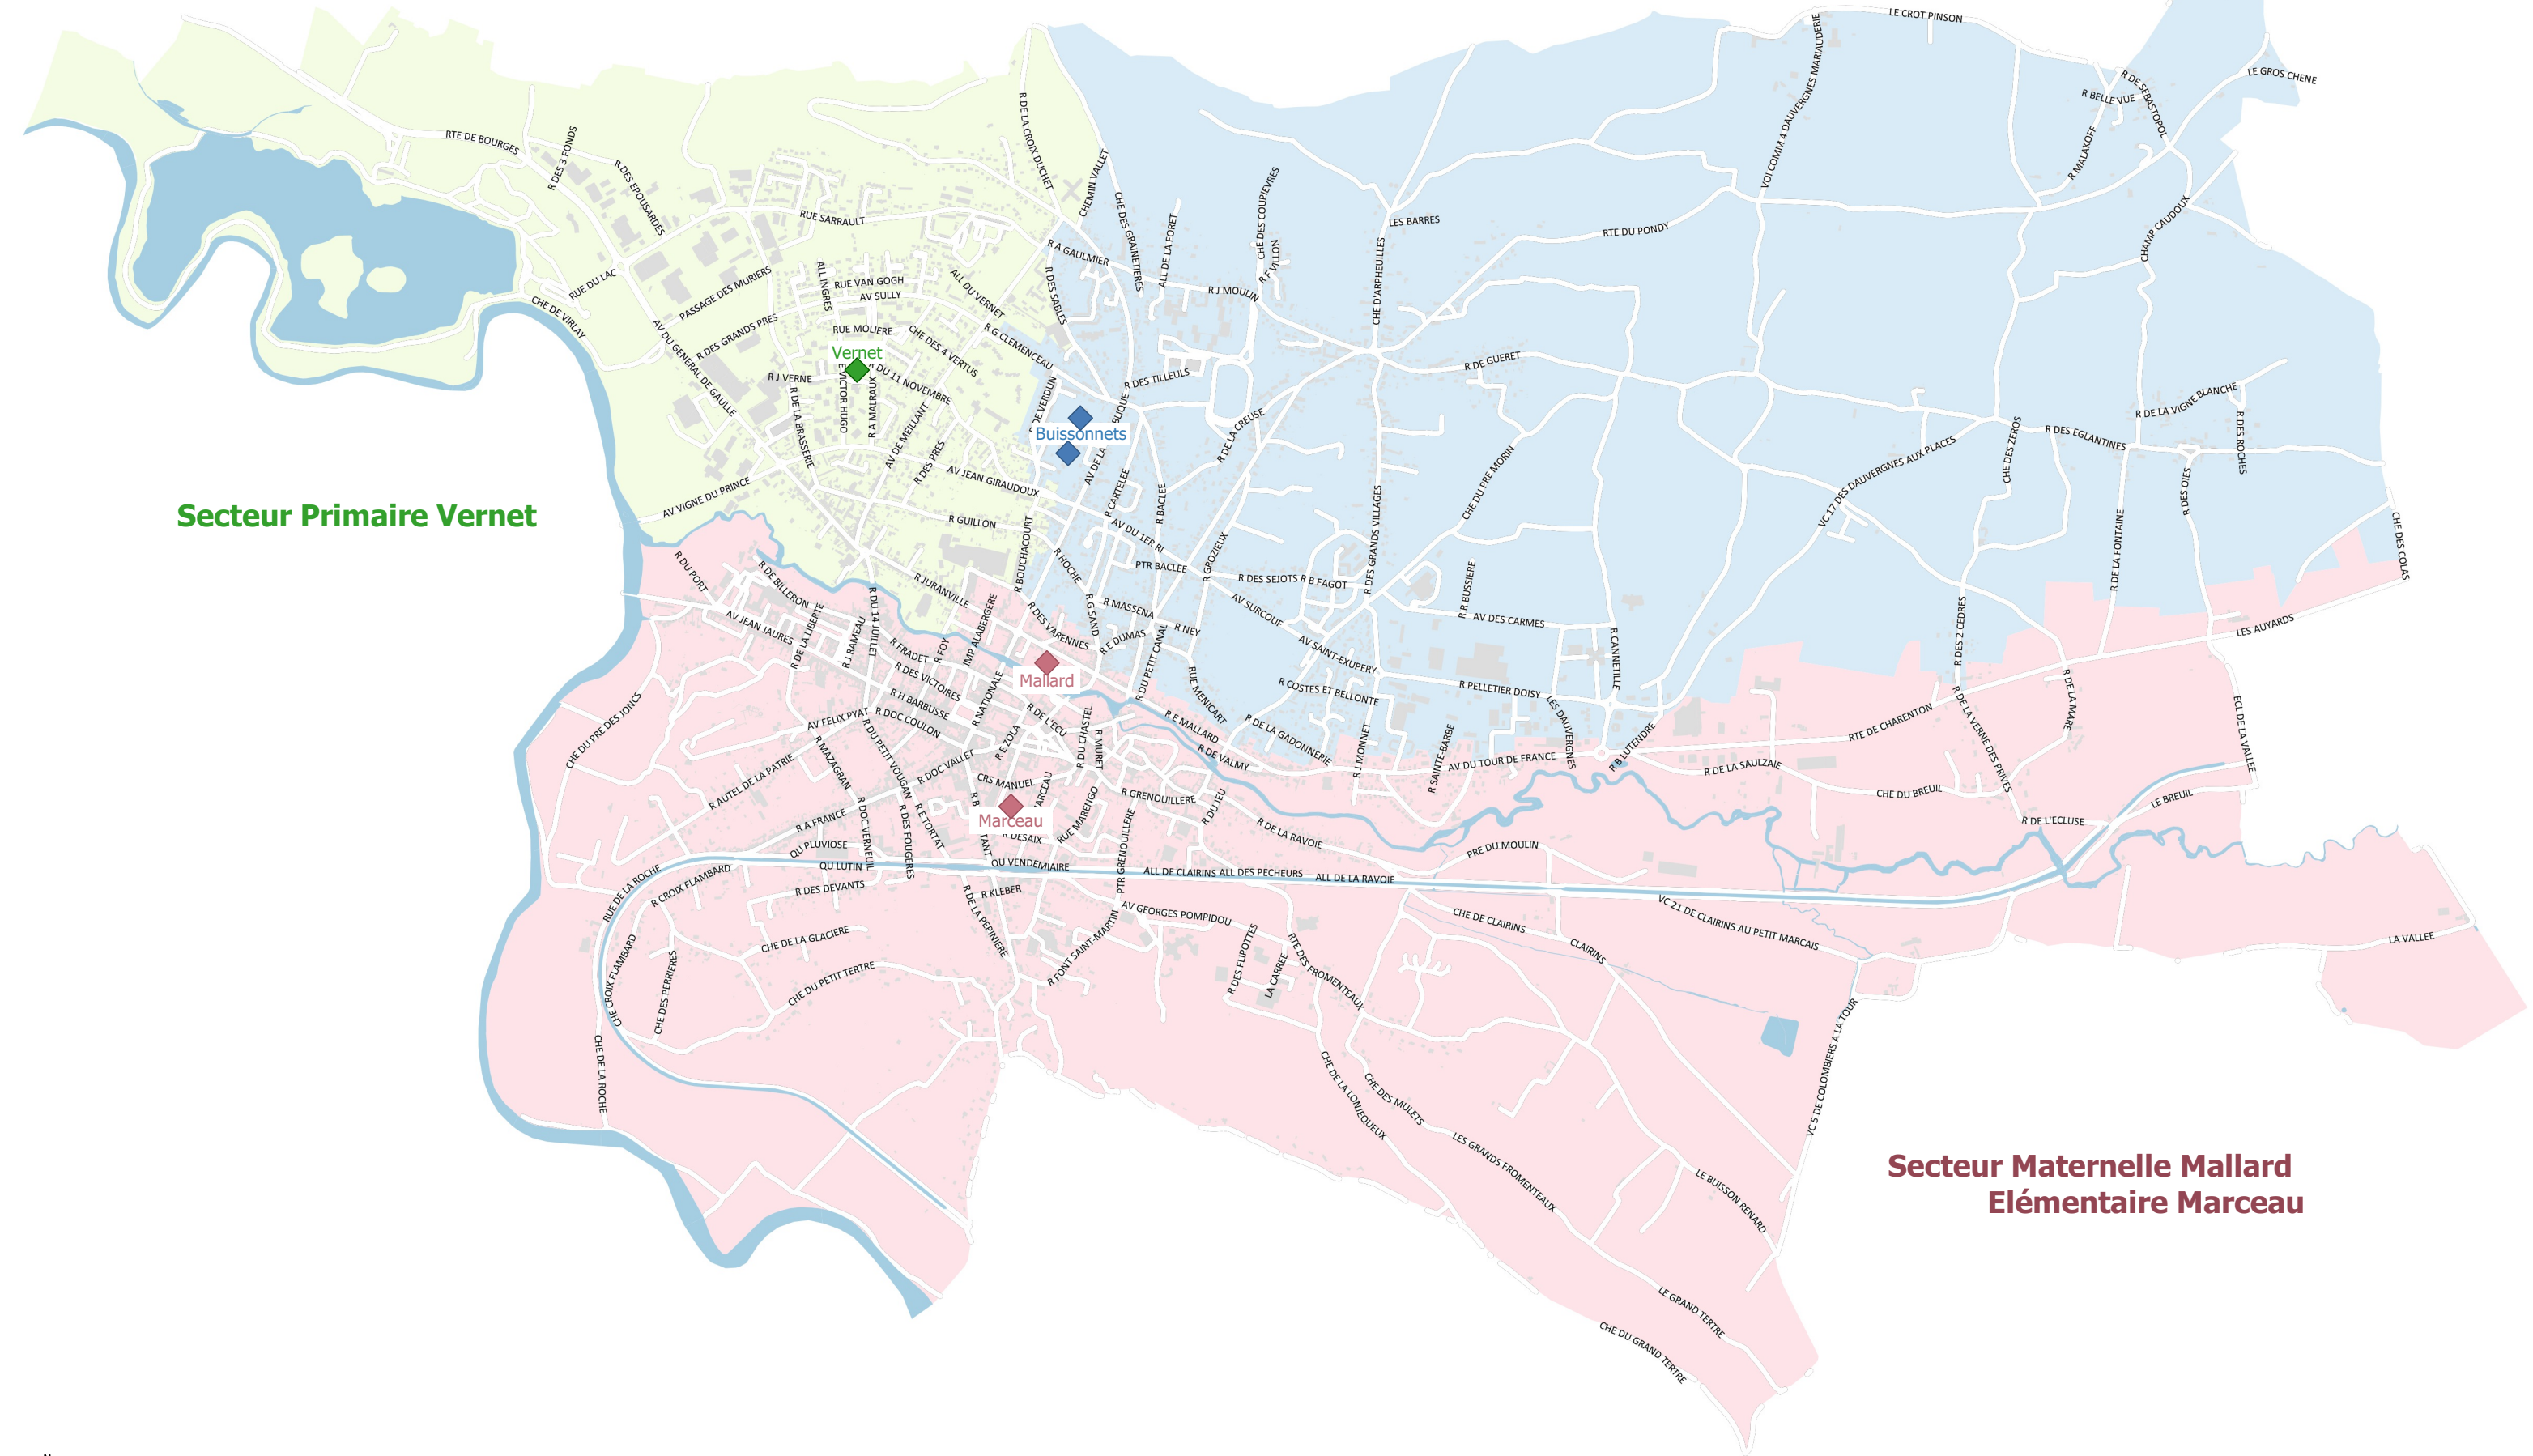 LE CROT PINSON
VOI COMM 4 DAUVERGNES MARIAUDERIE
R DE SEBASTOPOL
LE GROS CHENE
R BELLE VUE
R MALAKOFF
CHAMP CAUDOUX
RTE DE BOURGES
R DES 3 FONDS
R DES EPOUSARDES
R DE LA CROIX DUCHET
CHEMIN VALLET
CHE DES GRAINETIERES
ALL DE LA FORET
CHE DES COUPIEVRES
R F VILLON
LES BARRES
RTE DU PONDY
RUE SARRAULT
R A GAULMIER
R DES SABLES
R J MOULIN
CHE D'ARPHEUILLES
RUE DU LAC
CHE DE VIRLAY
PASSAGE DES MURIERS
ALL INGRES
RUE VAN GOGH
AV SULLY
ALL DU VERNET
R DES GRANDS PRES
AV DU GENERAL DE GAULLE
RUE MOLIERE
CHE DES 4 VERTUS
R G CLEMENCEAU
Vernet
R J VERNE
DU 11 NOVEMBRE
VICTOR HUGO
R A MALRAUX
R DE LA BRASSERIE
AV DE MEILLANT
R DES PRES
DE VERDUN
R DES TILLEULS
R DE GUERET
Buissonnets
AV DE LA
BLIQUE
R DE LA CREUSE
R CARTELEE
R BACLEE
CHE DU PRE MORIN
VC 17 DES DAUVERGNES AUX PLACES
CHE DES ZEROS
R DES EGLANTINES
R DE LA VIGNE BLANCHE
R DES ROCHES
R DES OIES
R DE LA FONTAINE
CHE DES COLAS
AV JEAN GIRAUDOUX
AV VIGNE DU PRINCE
Secteur Primaire Vernet
R GUILLON
R BOUCHACOURT
AV DU 1ER RI
R HOCHE
PTR BACLEE
R GROZIEUX
R DES SEJOTS
R B FAGOT
R DES GRANDS VILLAGES
R R BUSSIERE
AV DES CARMES
R CANNETILLE
R DES 2 CEDRES
LES AUYARDS
R DU PORT
R DE BILLERON
AV JEAN JAURES
R DE LA LIBERTE
R J RAMEAU
R DU 14 JUILLET
R JURANVILLE
R FRADET
R FOY
IMP ALABERGERE
R DES VARENNES
R G SAND
R MASSENA
R NEY
R E DUMAS
AV SURCOUF
AV SAINT-EXUPERY
Mallard
R DU PETIT CANAL
RUE MENICART
R COSTES ET BELLONTE
R PELLETIER DOISY
LES DAUVERGNES
R DES VICTOIRES
R H BARBUSSE
R NATIONALE
R DE L'ECU
R E ZOLA
R DU CHASTEL
R MURET
R E MALLARD
R DE VALMY
R DE LA GADONNERIE
R J MONNET
R SAINTE-BARBE
AV DU TOUR DE FRANCE
R B LUTENDRE
RTE DE CHARENTON
R DE LA VERNE DES PRIVES
R DE LA MARE
ECL DE LA VALLEE
CHE DU PRE DES JONCS
AV FELIX PYAT
R DOC COULON
R MAZAGRAN
R DU PETIT VOUGAN
R DOC VALLET
R AUTEL DE LA PATRIE
CRS MANUEL
Marceau
ARCEAU
R DESAIX
RUE MARENGO
R GRENOUILLERE
R DU JEU
R DE LA SAULZAIE
CHE DU BREUIL
LE BREUIL
R DE L'ECLUSE
R A FRANCE
R DOC VERNEUIL
R DES FOUGERES
R E TORTAT
R B
TANT
PTR GRENOUILLERE
R DE LA RAVOIE
PRE DU MOULIN
QU PLUVIOSE
QU LUTIN
QU VENDEMIAIRE
ALL DE CLAIRINS
ALL DES PECHEURS
ALL DE LA RAVOIE
RUE DE LA ROCHE
R CROIX FLAMBARD
R DES DEVANTS
R KLEBER
R DE LA PEPINIERE
AV GEORGES POMPIDOU
CHE DE CLAIRINS
CLAIRINS
VC 21 DE CLAIRINS AU PETIT MARCAIS
LA VALLEE
CHE CROIX FLAMBARD
CHE DES PERRIERES
CHE DE LA GLACIERE
CHE DU PETIT TERTRE
R FONT SAINT-MARTIN
R DES FLIPOTTES
LA CARREE
RTE DES FROMENTEAUX
CHE DE LA ROCHE
CHE DE LA LONJEQUEUX
CHE DES MULETS
LES GRANDS FROMENTEAUX
VC 5 DE COLOMBIERS A LA TOUR
LE BUISSON RENARD
Secteur Maternelle Mallard
Elémentaire Marceau
LE GRAND TERTRE
CHE DU GRAND TERTRE